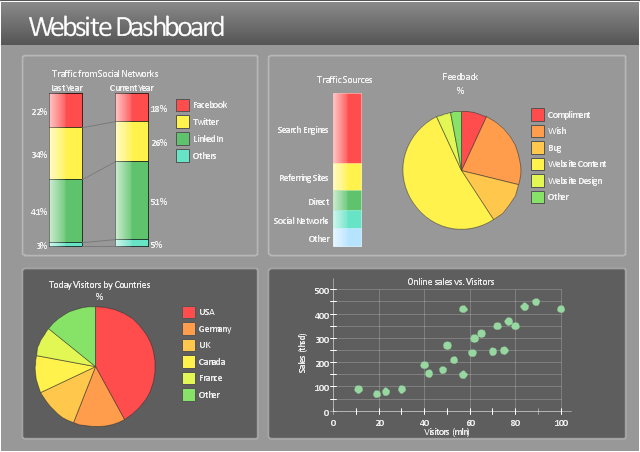 Website Dashboard
Traffic from Social Networks
last Year
Current Year
22%
34%
41%
3%
18%
26%
51%
5%
Facebook
Twitter
LinkedIn
Others
Traffic Sources
Search Engines
Referring Sites
Direct
Social Networks
Other
Feedback
%
Compliment
Wish
Bug
Website Content
Website Design
Other
Today Visitors by Countries
%
USA
Germany
UK
Canada
France
Other
Online sales vs. Visitors
Sales (thsd)
500
400
300
200
100
0
0 20 40 60 80 100
Visitors (mln)